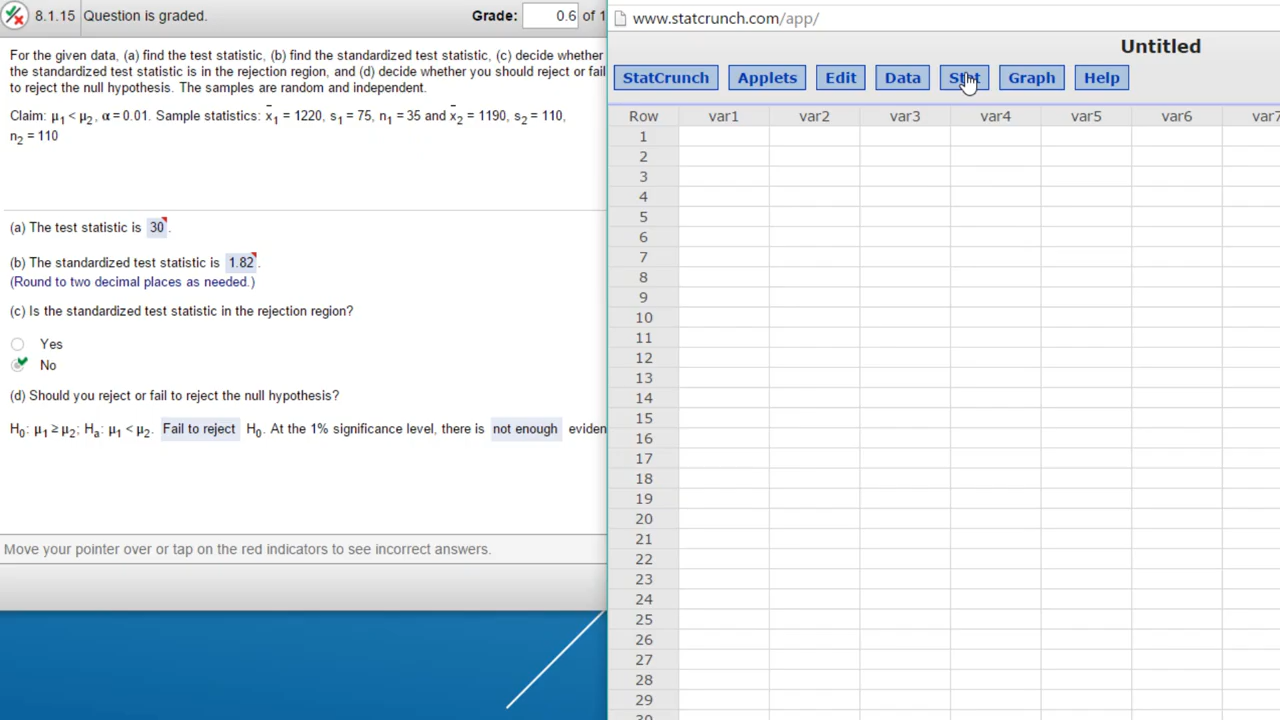 8.1.15 Question is graded.
Grade: 0.6 of 1
For the given data, (a) find the test statistic, (b) find the standardized test statistic, (c) decide whether
the standardized test statistic is in the rejection region, and (d) decide whether you should reject or fail
to reject the null hypothesis. The samples are random and independent.
Claim: μ₁ < μ₂, α = 0.01. Sample statistics: x̄₁ = 1220, s₁ = 75, n₁ = 35 and x̄₂ = 1190, s₂ = 110,
n₂ = 110
(a) The test statistic is 30.
(b) The standardized test statistic is 1.82.
(Round to two decimal places as needed.)
(c) Is the standardized test statistic in the rejection region?
Yes
No
(d) Should you reject or fail to reject the null hypothesis?
H₀: μ₁ ≥ μ₂; Hₐ: μ₁ < μ₂. Fail to reject H₀. At the 1% significance level, there is not enough eviden
Move your pointer over or tap on the red indicators to see incorrect answers.
www.statcrunch.com/app/
Untitled
StatCrunch Applets Edit Data Stat Graph Help
Row var1 var2 var3 var4 var5 var6 var7
1
2
3
4
5
6
7
8
9
10
11
12
13
14
15
16
17
18
19
20
21
22
23
24
25
26
27
28
29
30